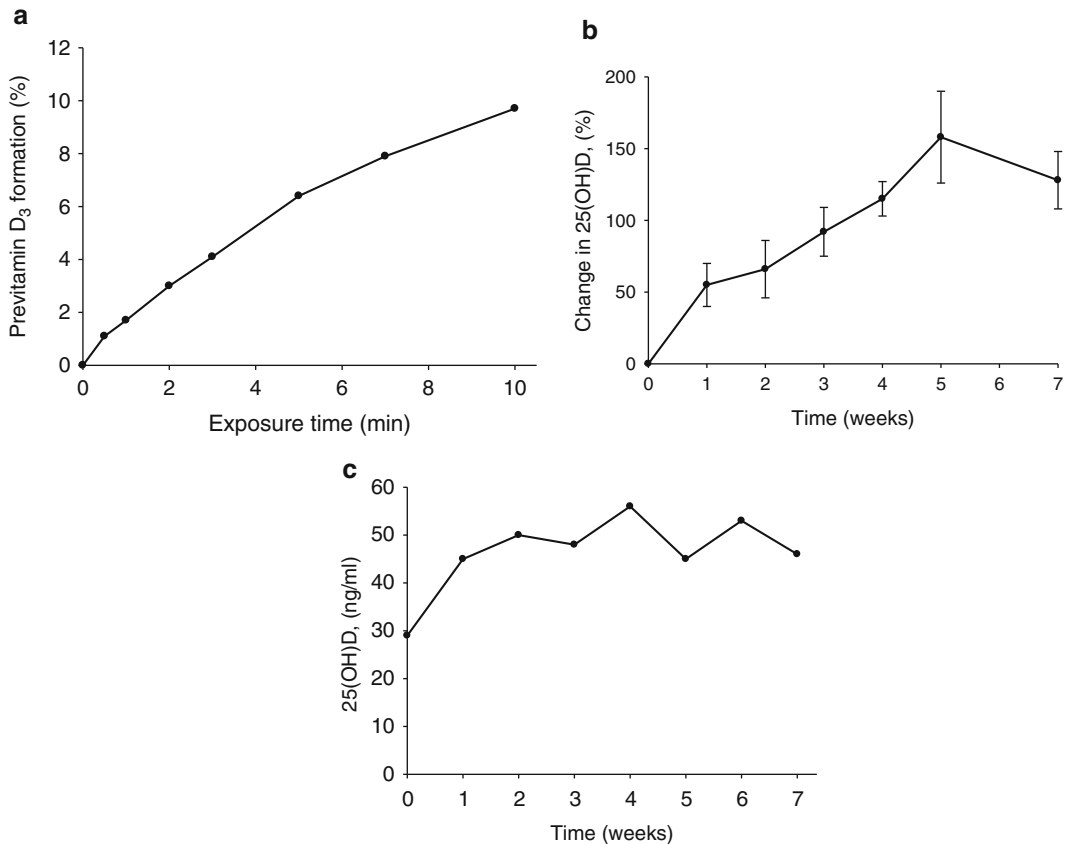 a
Previtamin D3 formation (%)
12
10
8
6
4
2
0
0 2 4 6 8 10
Exposure time (min)
b
Change in 25(OH)D, (%)
200
150
100
50
0
0 1 2 3 4 5 6 7
Time (weeks)
c
25(OH)D, (ng/ml)
60
50
40
30
20
10
0
0 1 2 3 4 5 6 7
Time (weeks)